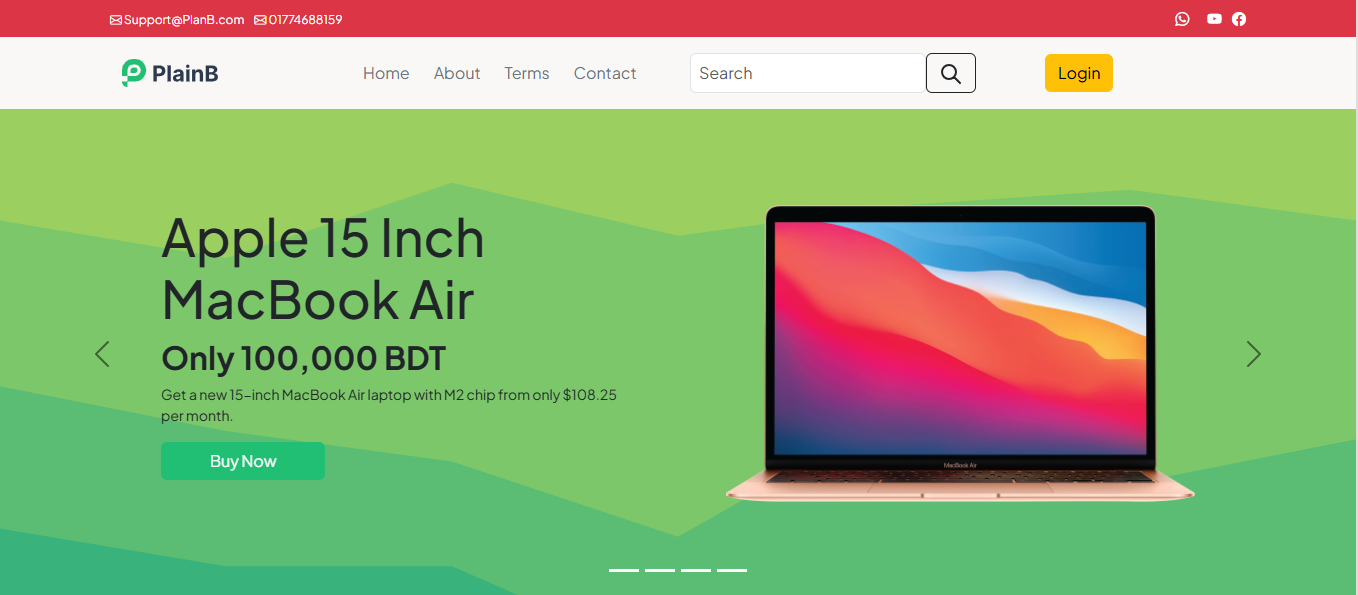 Support@PlanB.com 01774688159
PlainB Home About Terms Contact Search Login
Apple 15 Inch
MacBook Air
Only 100,000 BDT
Get a new 15-inch MacBook Air laptop with M2 chip from only $108.25
per month.
Buy Now
MacBook Air